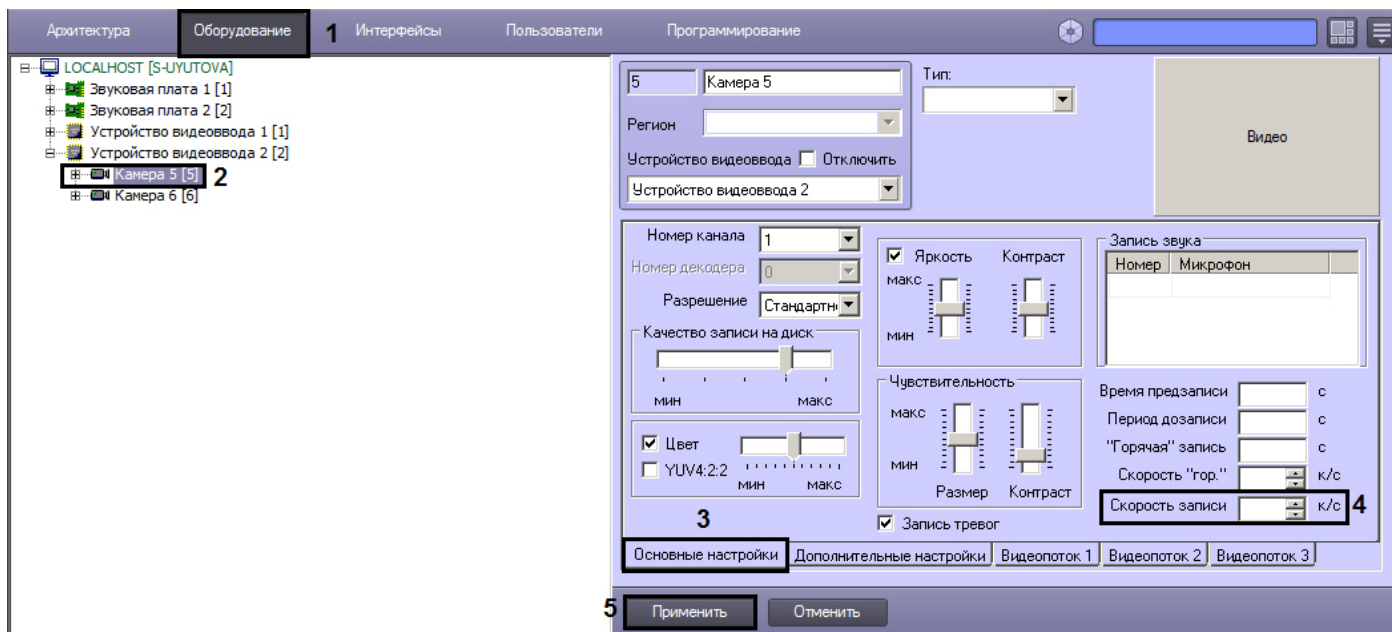 Архитектура Оборудование 1 Интерфейсы Пользователи Программирование
LOCALHOST [S-UYUTOVA]
Звуковая плата 1 [1]
Звуковая плата 2 [2]
Устройство видеоввода 1 [1]
Устройство видеоввода 2 [2]
Камера 5 [5] 2
Камера 6 [6]
5 Камера 5
Регион
Устройство видеоввода Отключить
Устройство видеоввода 2
Тип:
Видео
Номер канала 1
Номер декодера 0
Разрешение Стандартн
Качество записи на диск
мин макс
Цвет
YUV4:2:2
мин макс
Яркость Контраст
макс
мин
Чувствительность
макс
мин
Размер Контраст
Запись тревог
Запись звука
Номер Микрофон
Время предзаписи с
Период дозаписи с
"Горячая" запись с
Скорость "гор." к/с
Скорость записи к/с 4
3
Основные настройки Дополнительные настройки Видеопоток 1 Видеопоток 2 Видеопоток 3
5 Применить Отменить